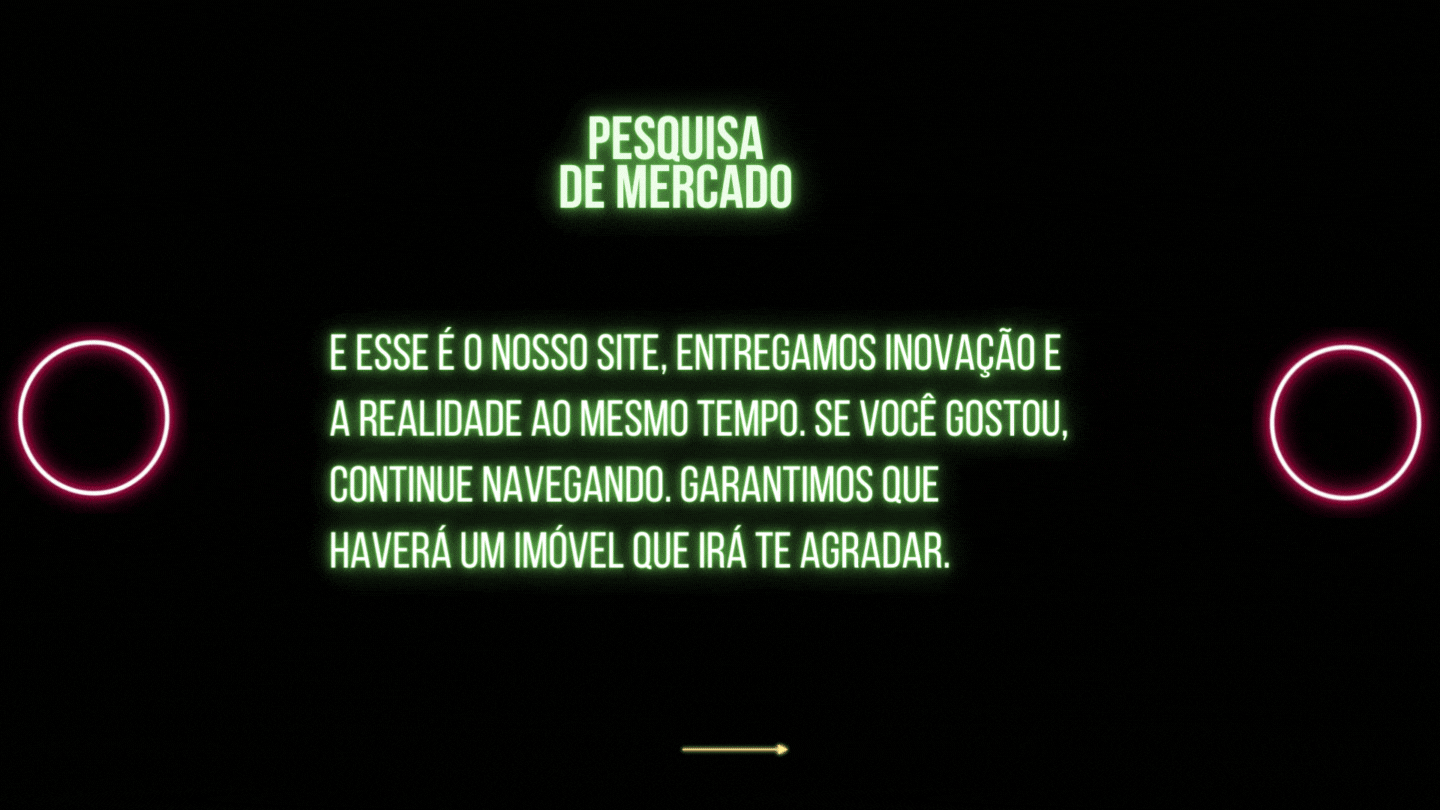 PESQUISA
DE MERCADO
E ESSE É O NOSSO SITE, ENTREGAMOS INOVAÇÃO E
A REALIDADE AO MESMO TEMPO. SE VOCÊ GOSTOU,
CONTINUE NAVEGANDO. GARANTIMOS QUE
HAVERÁ UM IMÓVEL QUE IRÁ TE AGRADAR.